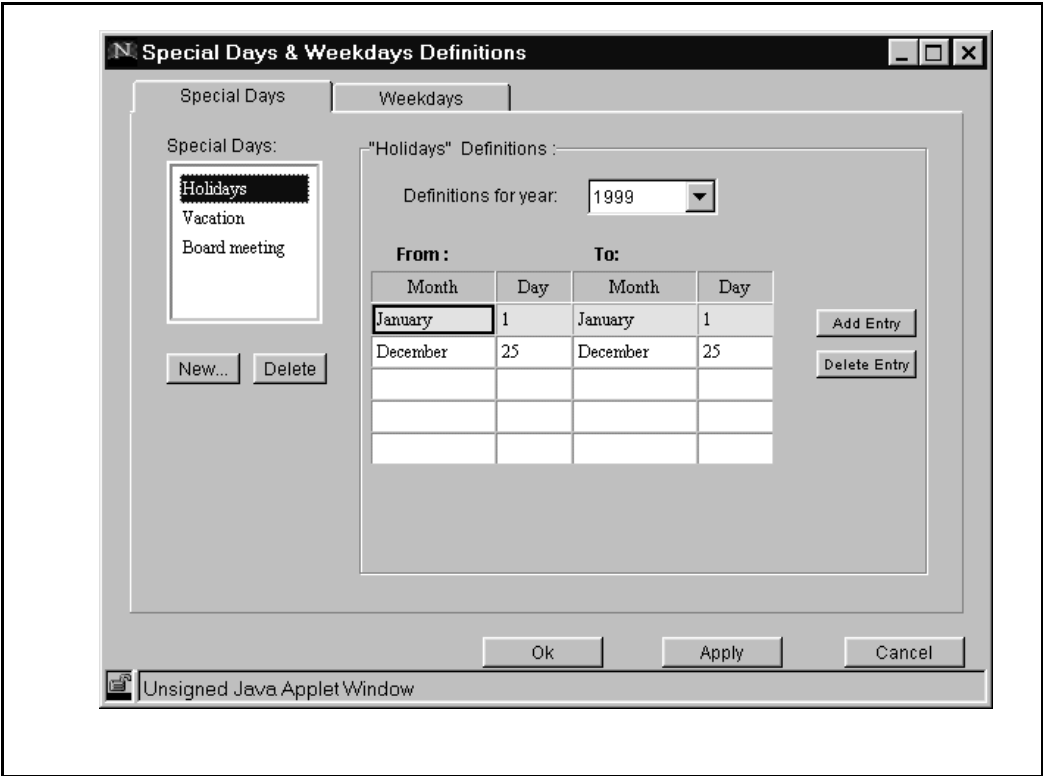 N Special Days & Weekdays Definitions
Special Days Weekdays
Special Days:
Holidays
Vacation
Board meeting
New... Delete
"Holidays" Definitions :
Definitions for year: 1999
From : To:
Month Day Month Day
January 1 January 1
December 25 December 25
Add Entry
Delete Entry
Ok Apply Cancel
Unsigned Java Applet Window